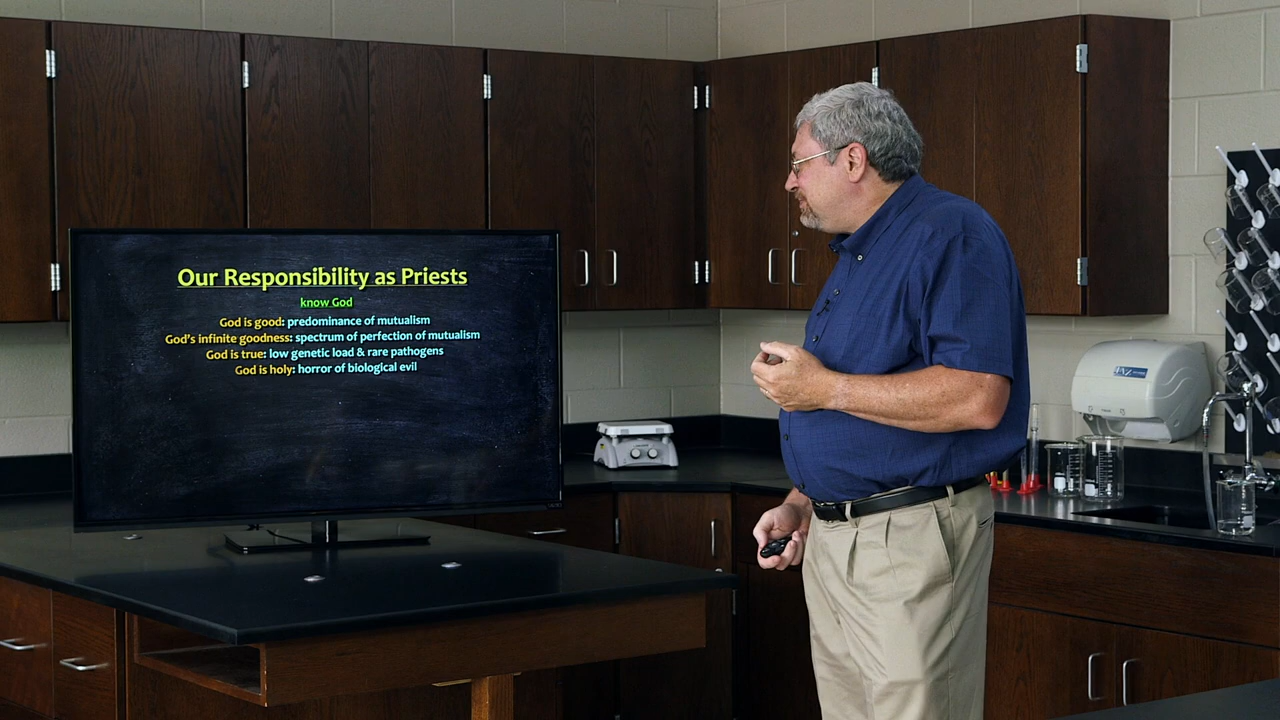 Our Responsibility as Priests
know God
God is good: predominance of mutualism
God's infinite goodness: spectrum of perfection of mutualism
God is true: low genetic load & rare pathogens
God is holy: horror of biological evil